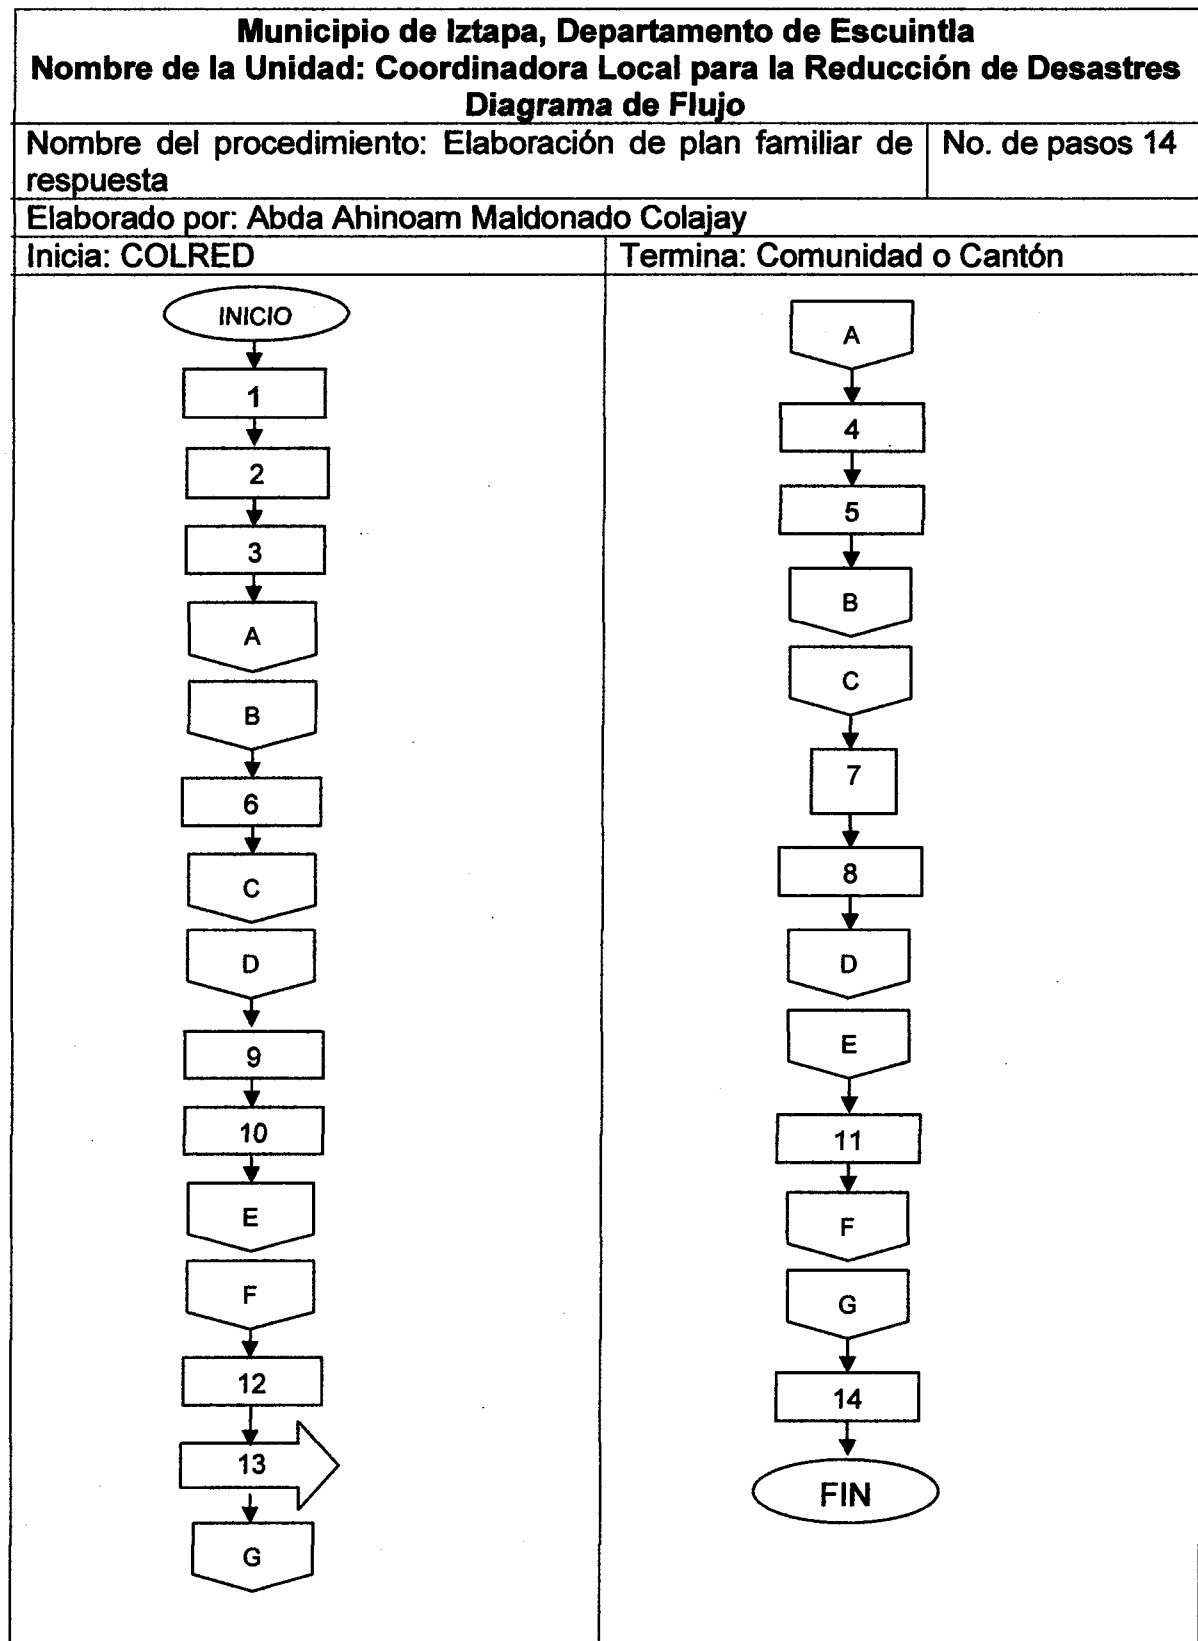 Municipio de Iztapa, Departamento de Escuintla
Nombre de la Unidad: Coordinadora Local para la Reducción de Desastres
Diagrama de Flujo
Nombre del procedimiento: Elaboración de plan familiar de
respuesta
No. de pasos 14
Elaborado por: Abda Ahinoam Maldonado Colajay
Inicia: COLRED
Termina: Comunidad o Cantón
INICIO
1
2
3
A
B
6
C
D
9
10
E
F
12
13
G
A
4
5
B
C
7
8
D
E
11
F
G
14
FIN